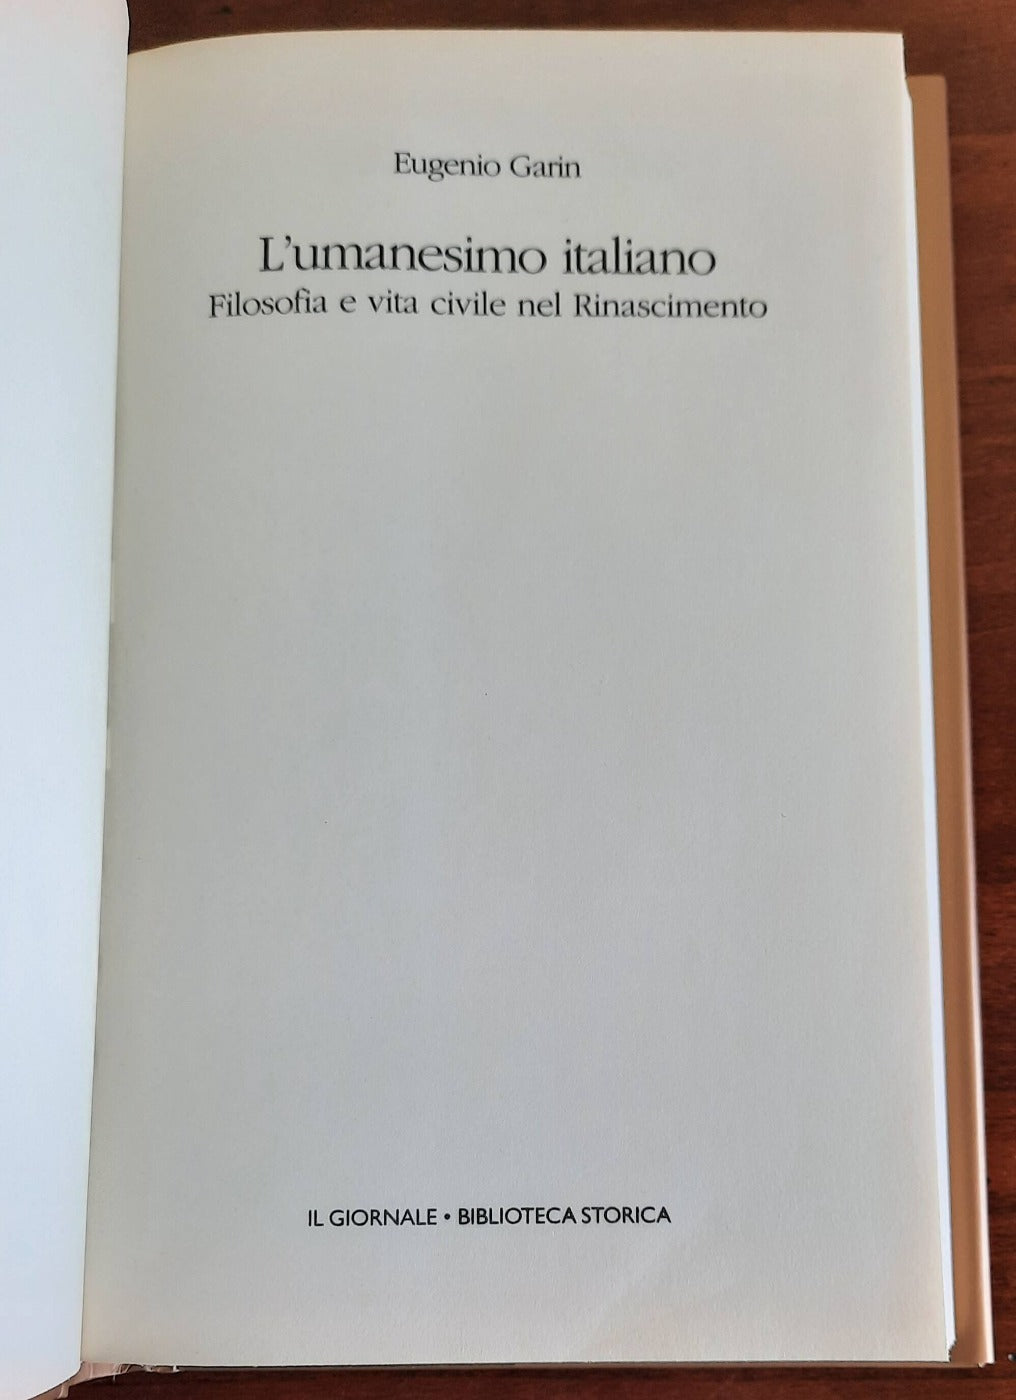 Eugenio Garin
L'umanesimo italiano
Filosofia e vita civile nel Rinascimento
IL GIORNALE • BIBLIOTECA STORICA